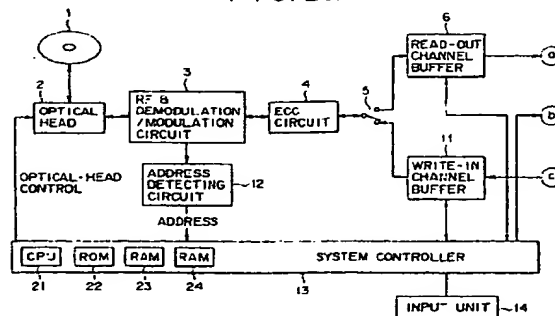 1
2
OPTICAL
HEAD
3
RF &
DEMODULATION
/MODULATION
CIRCUIT
4
ECC
CIRCUIT
5
6
READ-OUT
CHANNEL
BUFFER
a
b
c
11
WRITE-IN
CHANNEL
BUFFER
OPTICAL-HEAD
CONTROL
ADDRESS
DETECTING
CIRCUIT
12
ADDRESS
CPU ROM RAM RAM SYSTEM CONTROLLER
21 22 23 24 13
INPUT UNIT 14